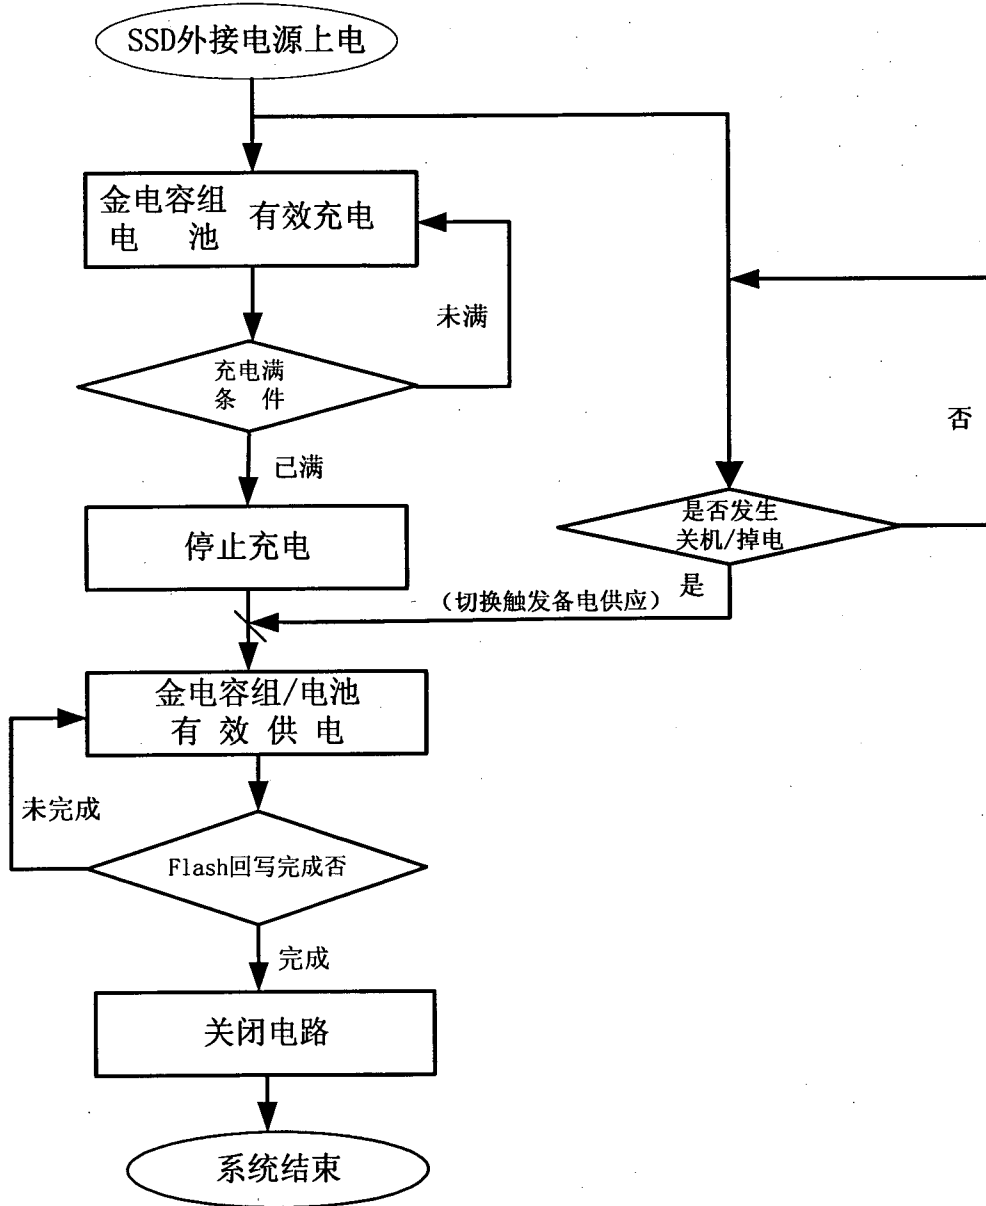 SSD外接电源上电
金电容组 有效充电
电 池
未满
充电满
条 件
否
已满
是否发生
关机/掉电
停止充电
是
（切换触发备电供应）
金电容组/电池
有 效 供 电
未完成
Flash回写完成否
完成
关闭电路
系统结束